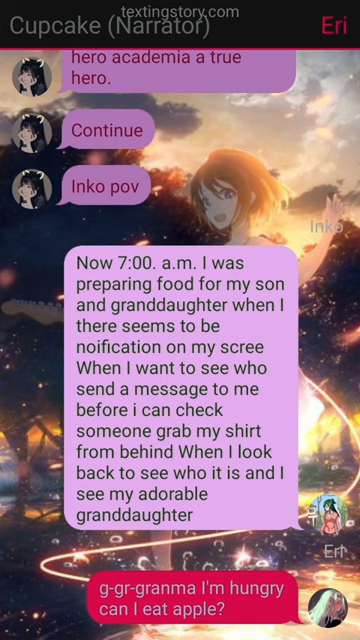 textingstory.com
Cupcake (Narrator)
Eri
hero academia a true
hero.
Continue
Inko pov
Inko
Now 7:00. a.m. I was
preparing food for my son
and granddaughter when I
there seems to be
noification on my scree
When I want to see who
send a message to me
before i can check
someone grab my shirt
from behind When I look
back to see who it is and I
see my adorable
granddaughter
Eri
g-gr-granma I'm hungry
can I eat apple?